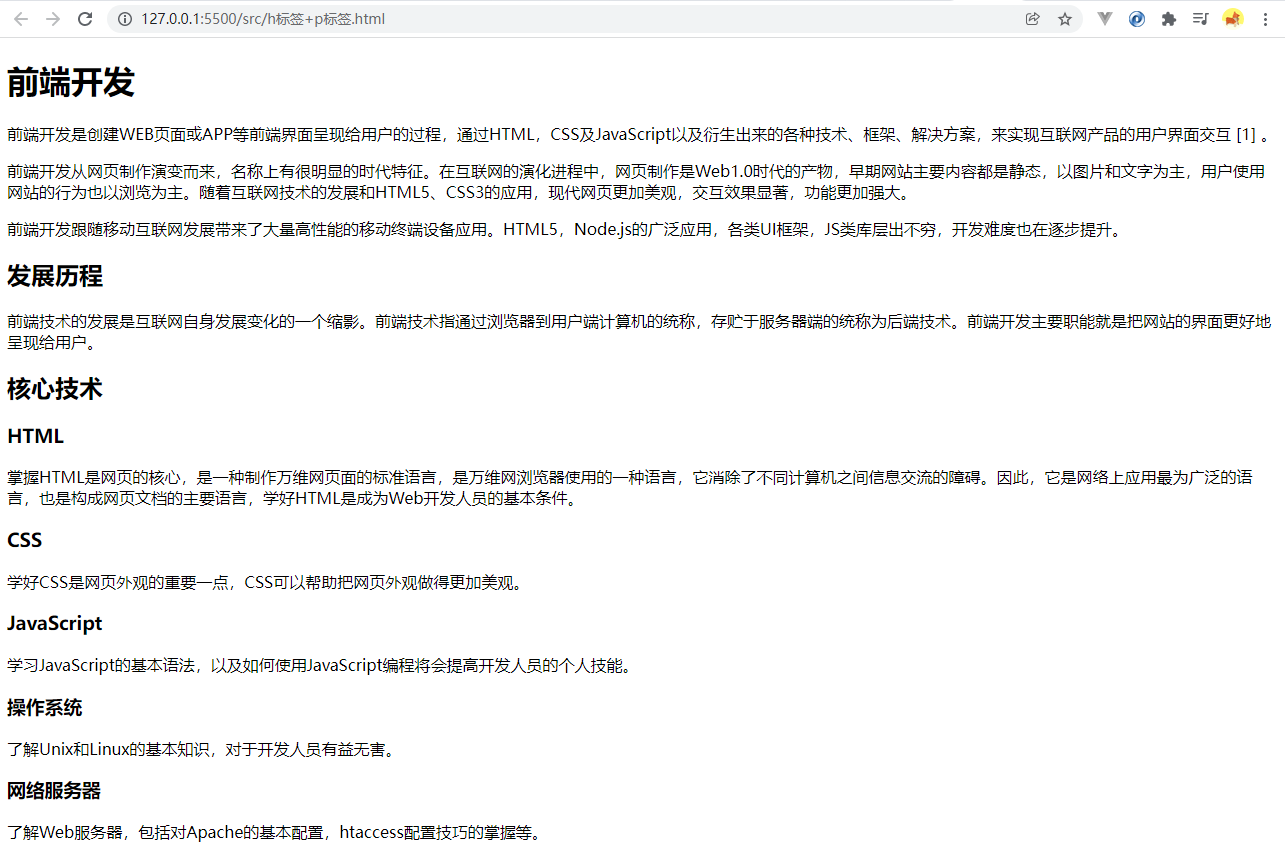 127.0.0.1:5500/src/h标签+p标签.html
前端开发
前端开发是创建WEB页面或APP等前端界面呈现给用户的过程，通过HTML，CSS及JavaScript以及衍生出来的各种技术、框架、解决方案，来实现互联网产品的用户界面交互 [1] 。
前端开发从网页制作演变而来，名称上有很明显的时代特征。在互联网的演化进程中，网页制作是Web1.0时代的产物，早期网站主要内容都是静态，以图片和文字为主，用户使用
网站的行为也以浏览为主。随着互联网技术的发展和HTML5、CSS3的应用，现代网页更加美观，交互效果显著，功能更加强大。
前端开发跟随移动互联网发展带来了大量高性能的移动终端设备应用。HTML5，Node.js的广泛应用，各类UI框架，JS类库层出不穷，开发难度也在逐步提升。
发展历程
前端技术的发展是互联网自身发展变化的一个缩影。前端技术指通过浏览器到用户端计算机的统称，存贮于服务器端的统称为后端技术。前端开发主要职能就是把网站的界面更好地
呈现给用户。
核心技术
HTML
掌握HTML是网页的核心，是一种制作万维网页面的标准语言，是万维网浏览器使用的一种语言，它消除了不同计算机之间信息交流的障碍。因此，它是网络上应用最为广泛的语
言，也是构成网页文档的主要语言，学好HTML是成为Web开发人员的基本条件。
CSS
学好CSS是网页外观的重要一点，CSS可以帮助把网页外观做得更加美观。
JavaScript
学习JavaScript的基本语法，以及如何使用JavaScript编程将会提高开发人员的个人技能。
操作系统
了解Unix和Linux的基本知识，对于开发人员有益无害。
网络服务器
了解Web服务器，包括对Apache的基本配置，htaccess配置技巧的掌握等。